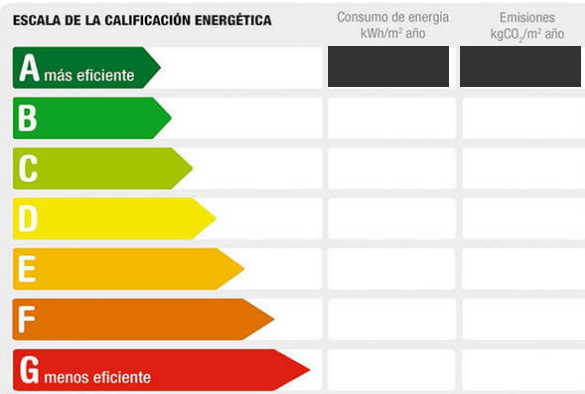 ESCALA DE LA CALIFICACIÓN ENERGÉTICA
Consumo de energía
kWh/m² año
Emisiones
kgCO₂/m² año
A más eficiente
B
C
D
E
F
G menos eficiente